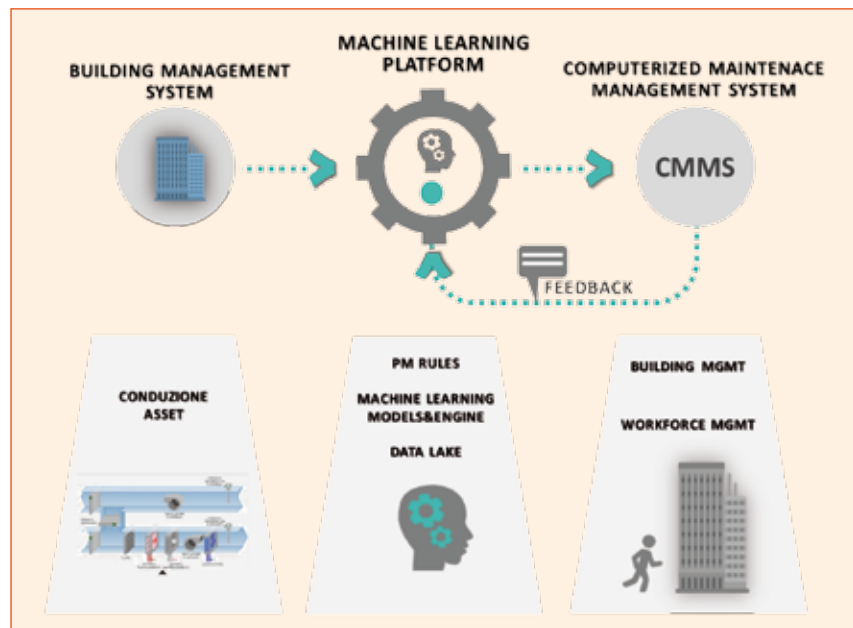 MACHINE LEARNING
PLATFORM
BUILDING MANAGEMENT
SYSTEM
COMPUTERIZED MAINTENACE
MANAGEMENT SYSTEM
CMMS
FEEDBACK
CONDUZIONE
ASSET
PM RULES
MACHINE LEARNING
MODELS&ENGINE
DATA LAKE
BUILDING MGMT
WORKFORCE MGMT